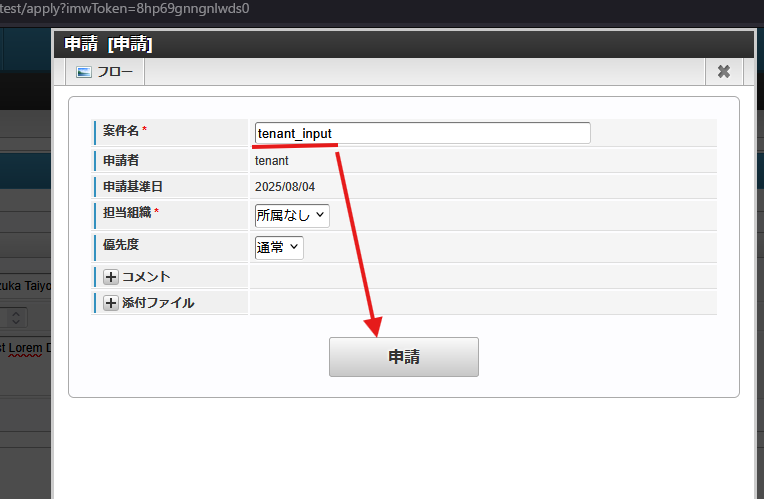 test/apply?imwToken=8hp69gnngnlwds0
申請 [申請]
フロー
案件名 * tenant_input
申請者 tenant
申請基準日 2025/08/04
担当組織 * 所属なし
優先度 通常
コメント
添付ファイル
zuka Taiyo
st Lorem D
申請